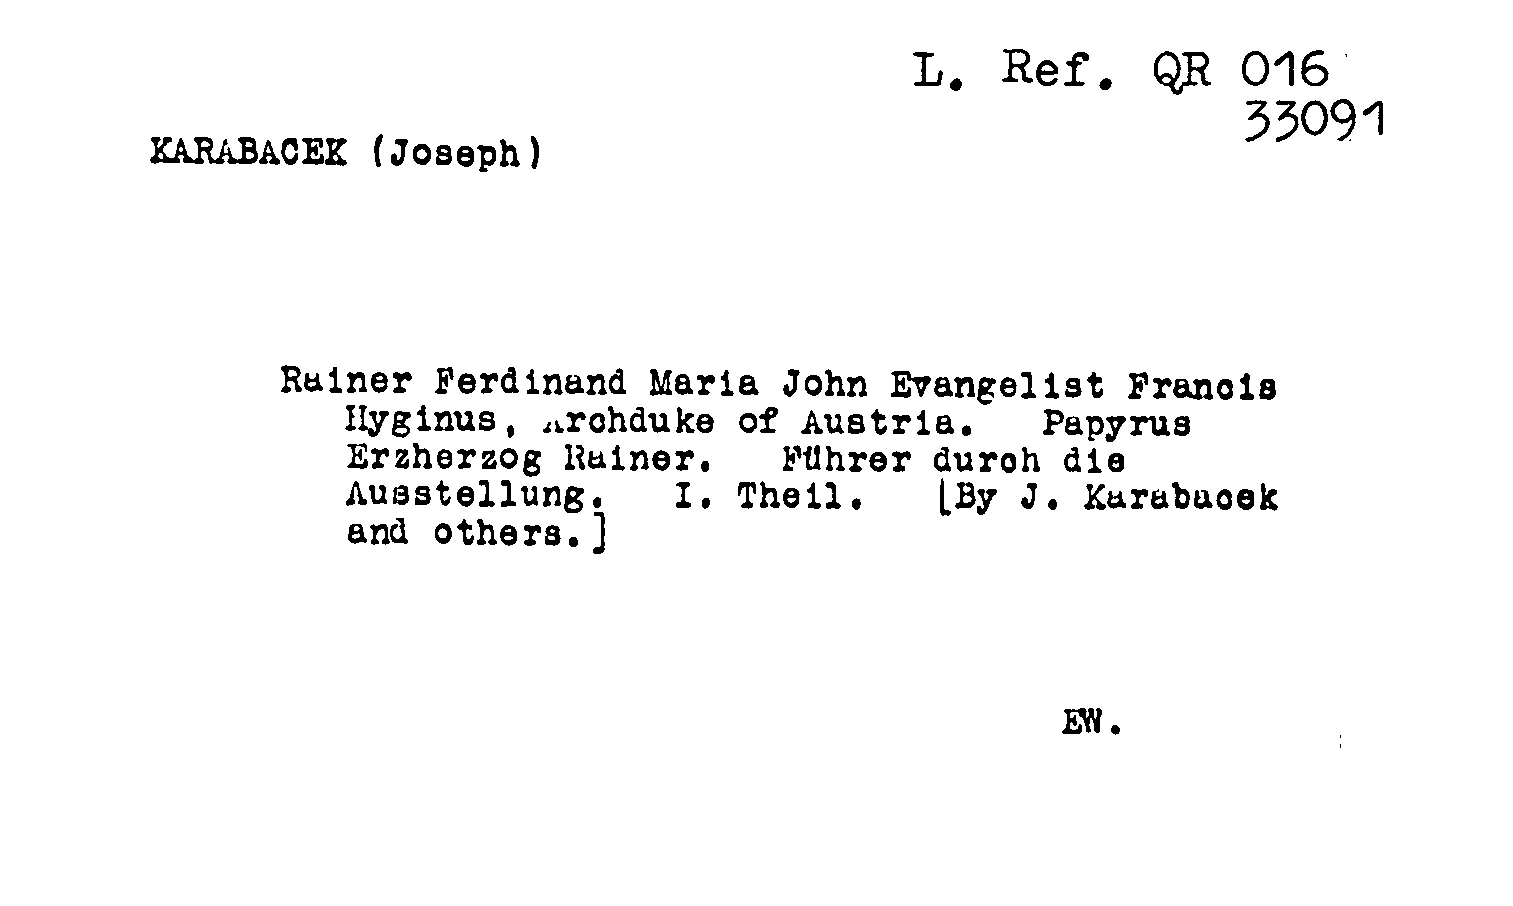 L. Ref. QR 016
33091
KARABACEK (Joseph)
Rainer Ferdinand Maria John Evangelist Francis
Hyginus, Archduke of Austria. Papyrus
Erzherzog Rainer. Führer durch die
Ausstellung. I. Theil. [By J. Karabacek
and others.]
EW.